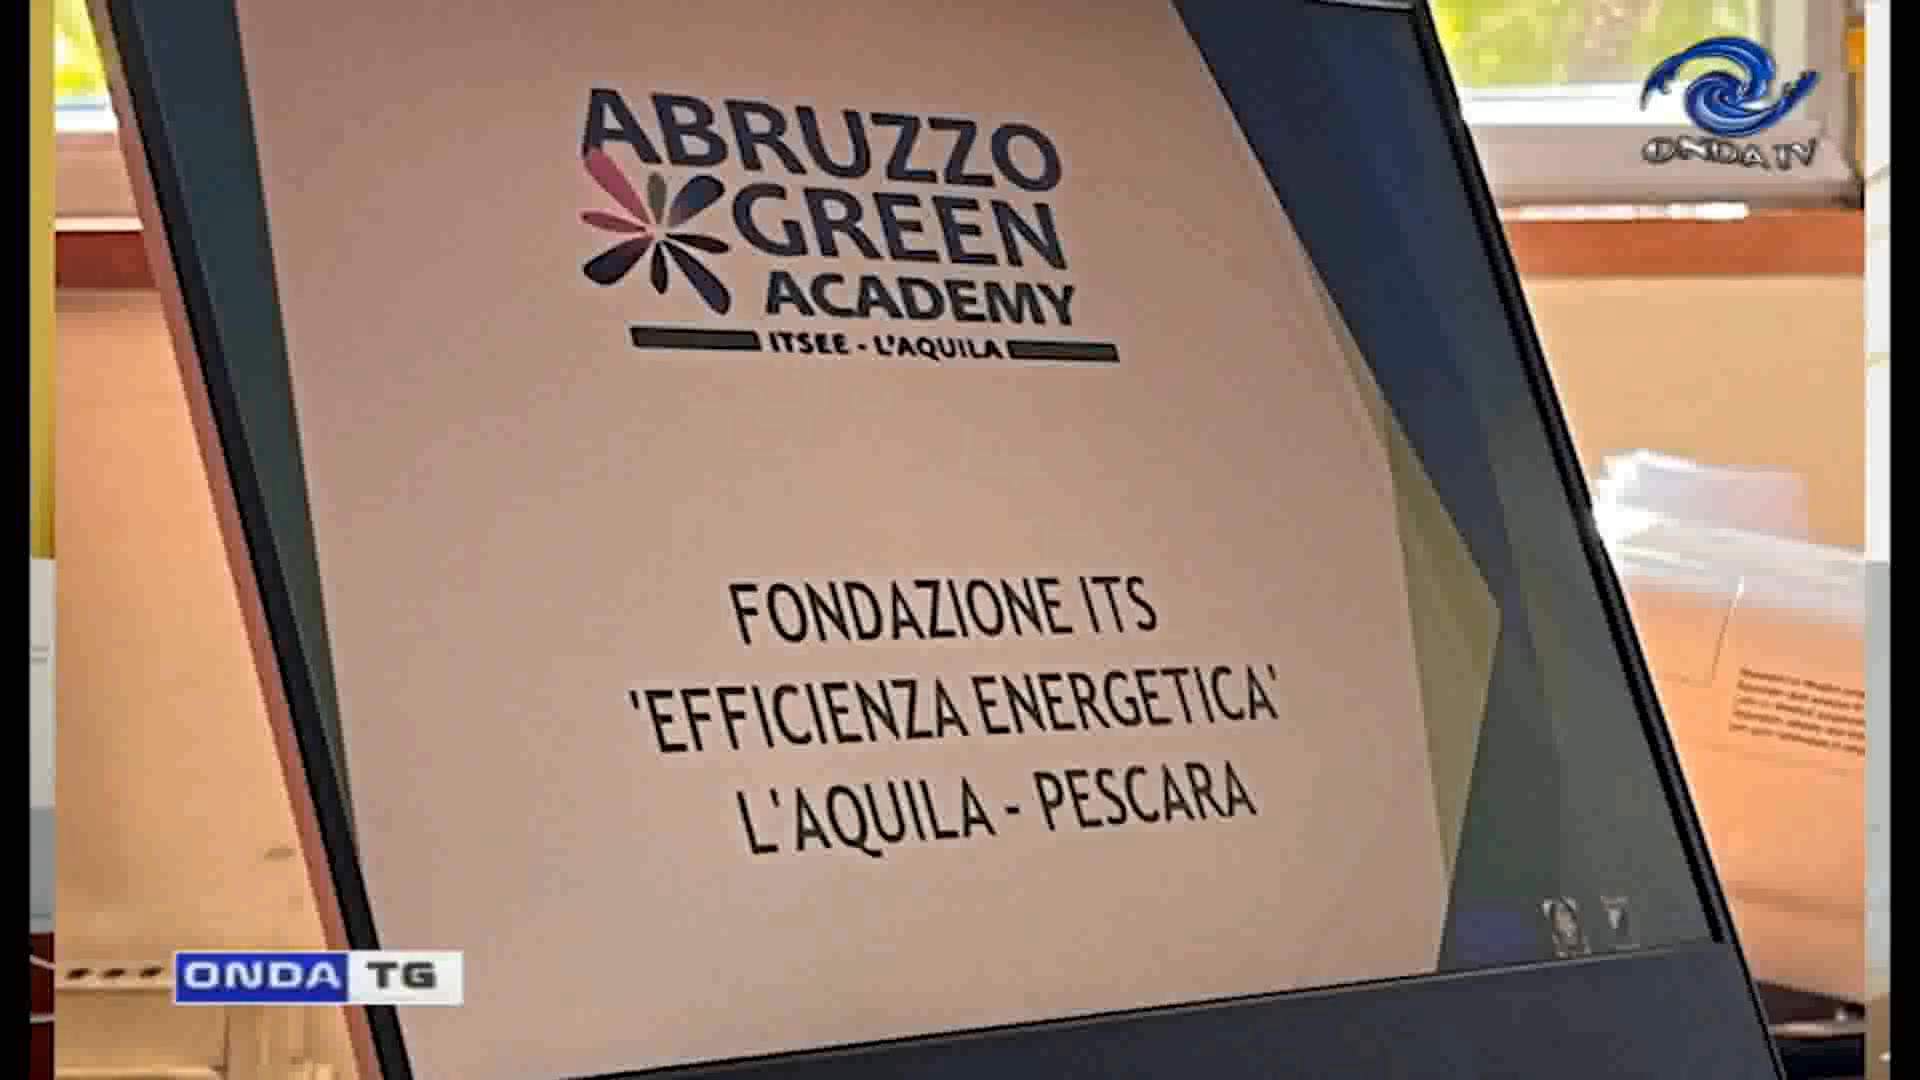 ABRUZZO
GREEN
ACADEMY
ITSEE - L'AQUILA
FONDAZIONE ITS
'EFFICIENZA ENERGETICA'
L'AQUILA - PESCARA
ONDA TV
ONDA TG